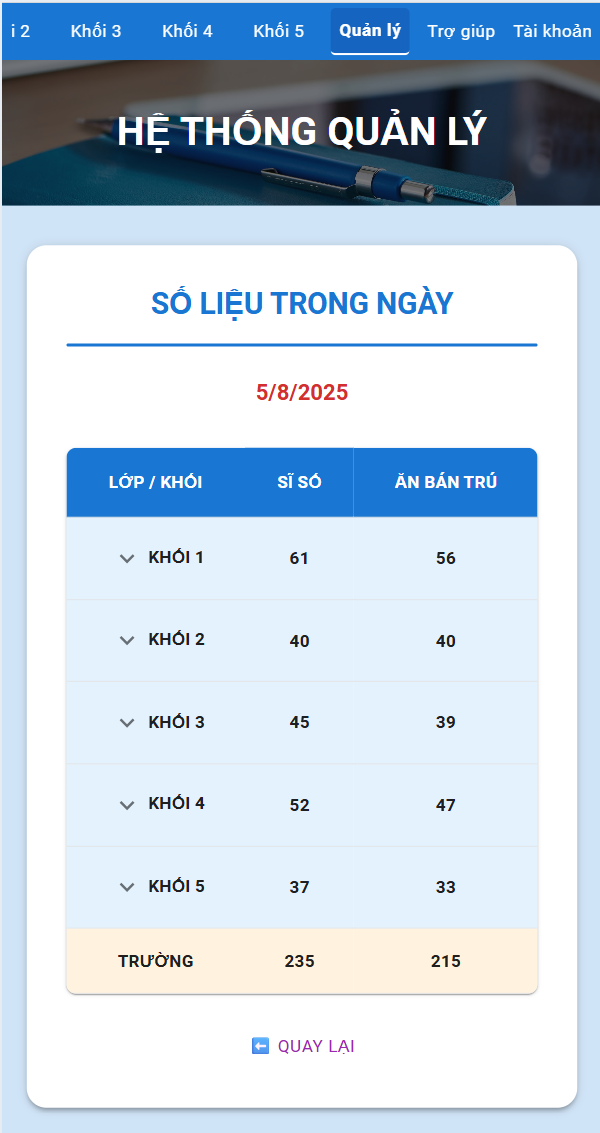 i 2 Khối 3 Khối 4 Khối 5 Quản lý Trợ giúp Tài khoản
HỆ THỐNG QUẢN LÝ
SỐ LIỆU TRONG NGÀY
5/8/2025
LỚP / KHỐI SĨ SỐ ĂN BÁN TRÚ
KHỐI 1 61 56
KHỐI 2 40 40
KHỐI 3 45 39
KHỐI 4 52 47
KHỐI 5 37 33
TRƯỜNG 235 215
⬅️ QUAY LẠI